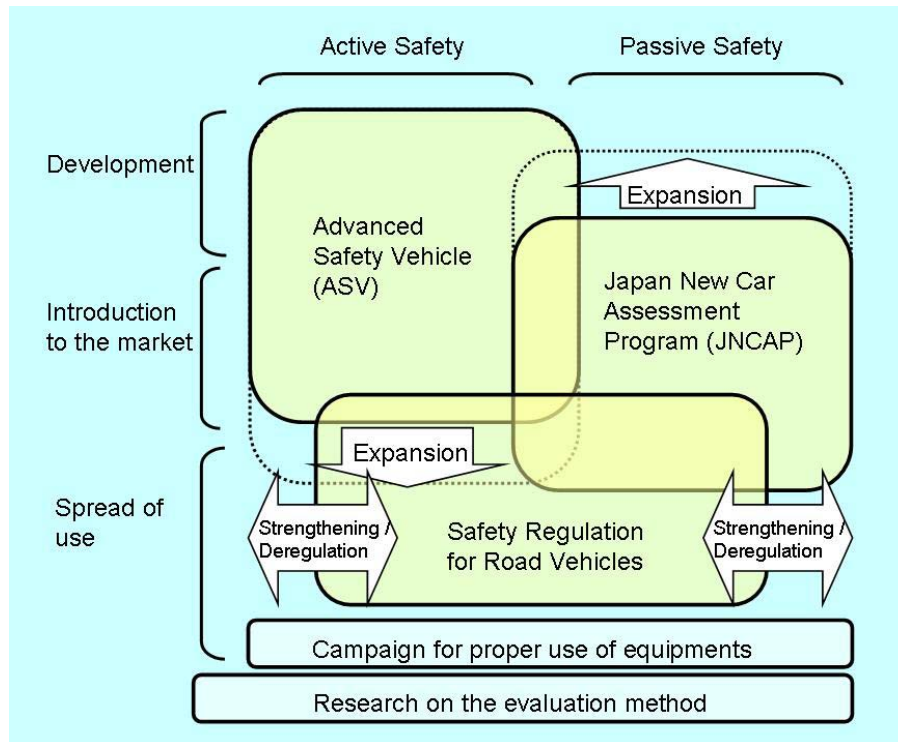 Active Safety
Passive Safety
Development
Expansion
Advanced
Safety Vehicle
(ASV)
Japan New Car
Assessment
Program (JNCAP)
Introduction
to the market
Expansion
Spread of
use
Strengthening /
Deregulation
Safety Regulation
for Road Vehicles
Strengthening /
Deregulation
Campaign for proper use of equipments
Research on the evaluation method